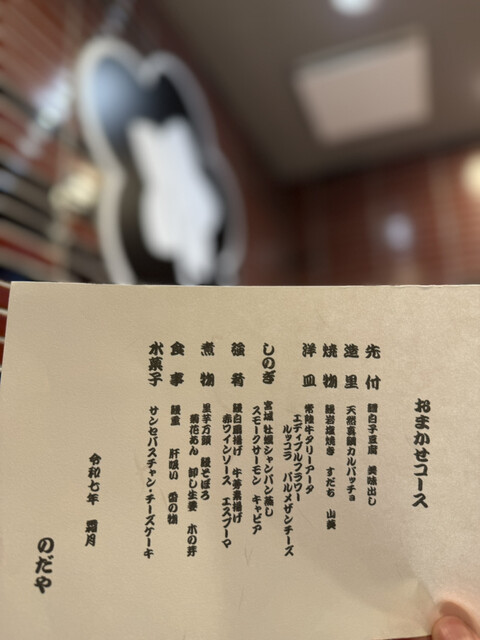 おまかせコース
先付 鱈白子豆腐 美味出し
造里 天然真鯛カルパッチョ
焼物 鰻岩塩焼き すだち 山葵
洋皿 常陸牛タリアータ
エディブルフラワー
ルッコラ パルメザンチーズ
しのぎ 宮城 牡蠣シャンパン蒸し
スモークサーモン キャビア
強肴 鰻白扇揚げ 牛蒡素揚げ
赤ワインソース エスプーマ
煮物 里芋万頭 鰻そぼろ
菊花あん 卸し生姜 木の芽
食事 鰻重 肝吸い 香の物
水菓子 サンセバスチャン・チーズケーキ
令和七年 霜月
のだや